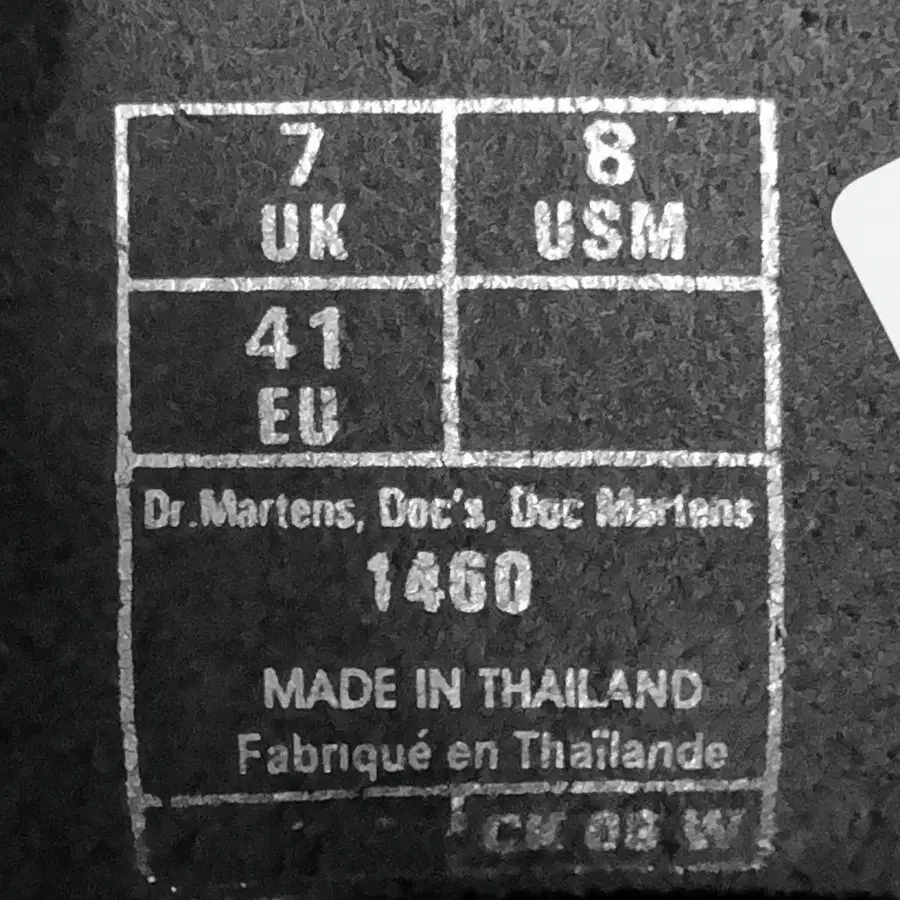 7
UK
8
USM
41
EU
Dr.Martens, Doc's, Doc Martens
1460
MADE IN THAILAND
Fabriqué en Thaïlande
W